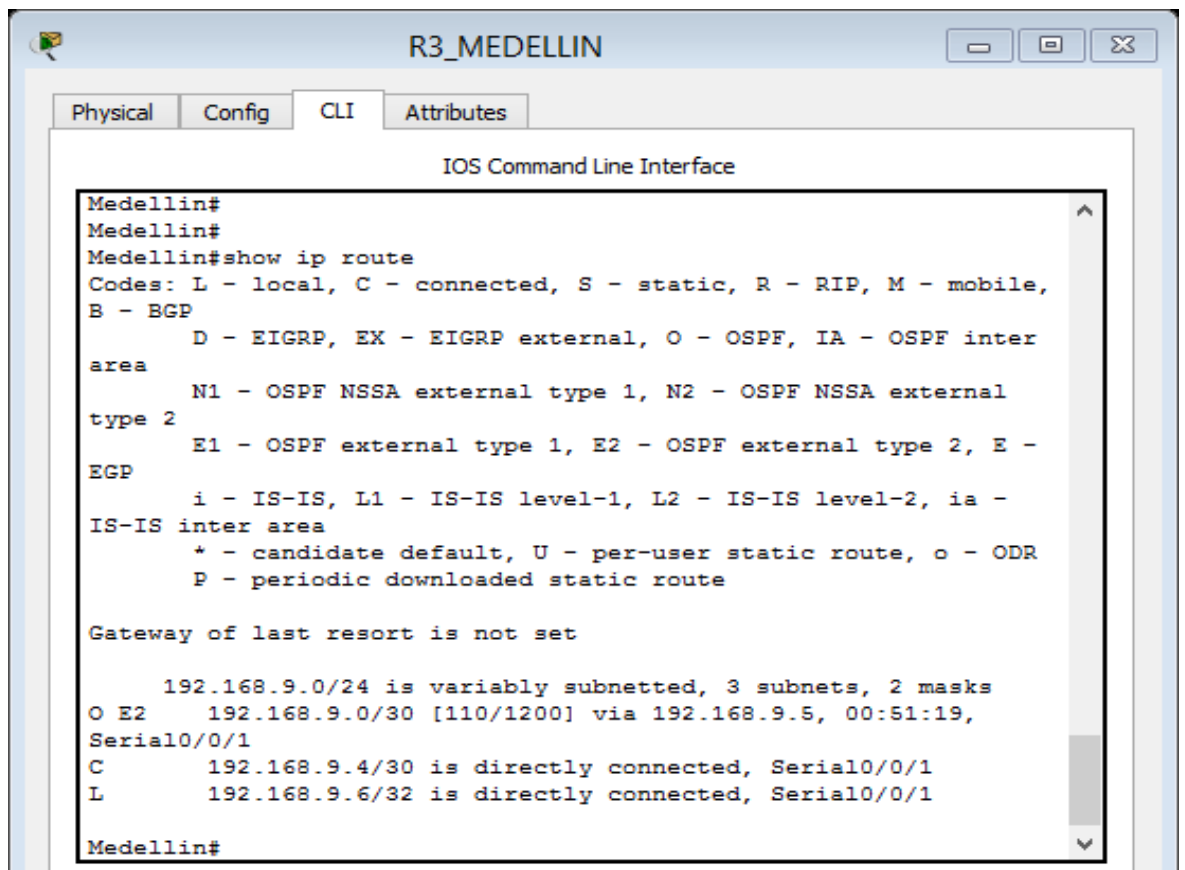 R3_MEDELLIN
Physical Config CLI Attributes
IOS Command Line Interface
Medellin#
Medellin#
Medellin#show ip route
Codes: L - local, C - connected, S - static, R - RIP, M - mobile,
B - BGP
       D - EIGRP, EX - EIGRP external, O - OSPF, IA - OSPF inter
area
       N1 - OSPF NSSA external type 1, N2 - OSPF NSSA external
type 2
       E1 - OSPF external type 1, E2 - OSPF external type 2, E -
EGP
       i - IS-IS, L1 - IS-IS level-1, L2 - IS-IS level-2, ia -
IS-IS inter area
       * - candidate default, U - per-user static route, o - ODR
       P - periodic downloaded static route
Gateway of last resort is not set
     192.168.9.0/24 is variably subnetted, 3 subnets, 2 masks
O E2    192.168.9.0/30 [110/1200] via 192.168.9.5, 00:51:19,
Serial0/0/1
C       192.168.9.4/30 is directly connected, Serial0/0/1
L       192.168.9.6/32 is directly connected, Serial0/0/1
Medellin#